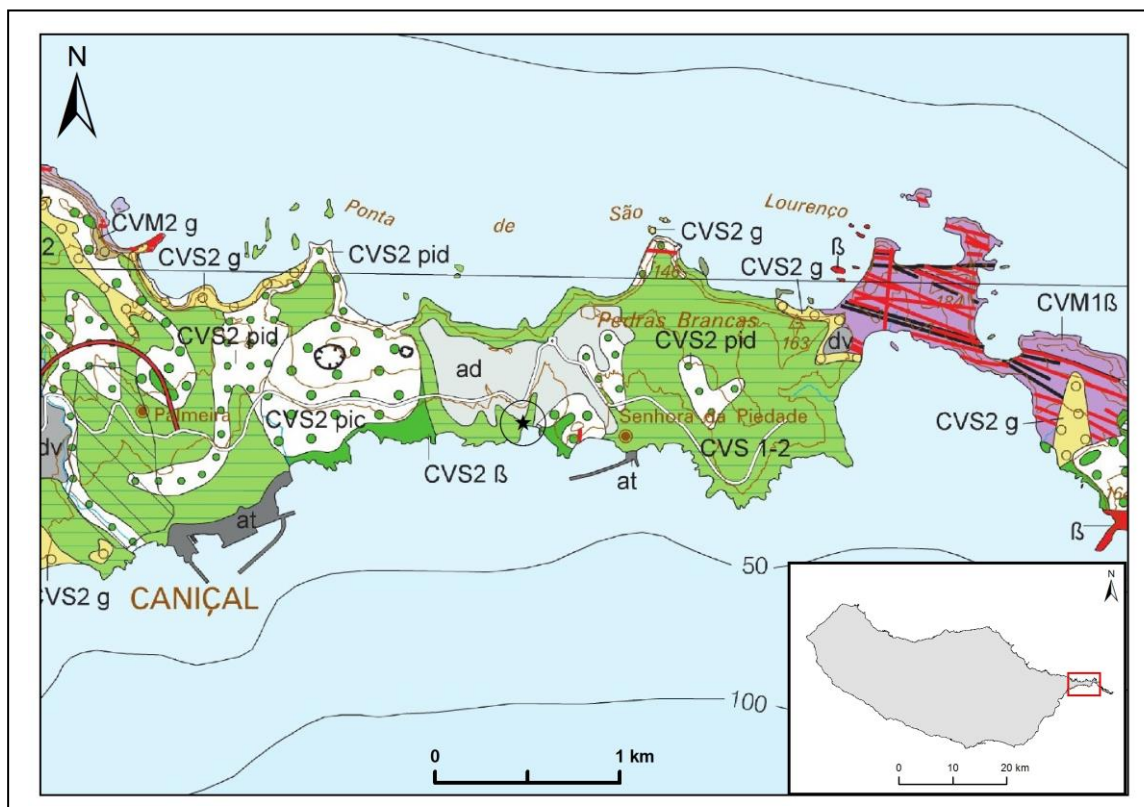 N
Ponta de São Lourenço
CVM2 g
CVS2 g
CVS2 pid
CVS2 g
146
CVS2 g
ß
184
CVM1ß
2
CVS2 pid
ad
Pedras Brancas
CVS2 pid
163
dv
Palmeira
CVS2 pic
Senhora da Piedade
CVS2 g
dv
CVS2 ß
at
CVS 1-2
at
ß
CVS2 g
CANIÇAL
50
100
0 1 km
N
0 10 20 km